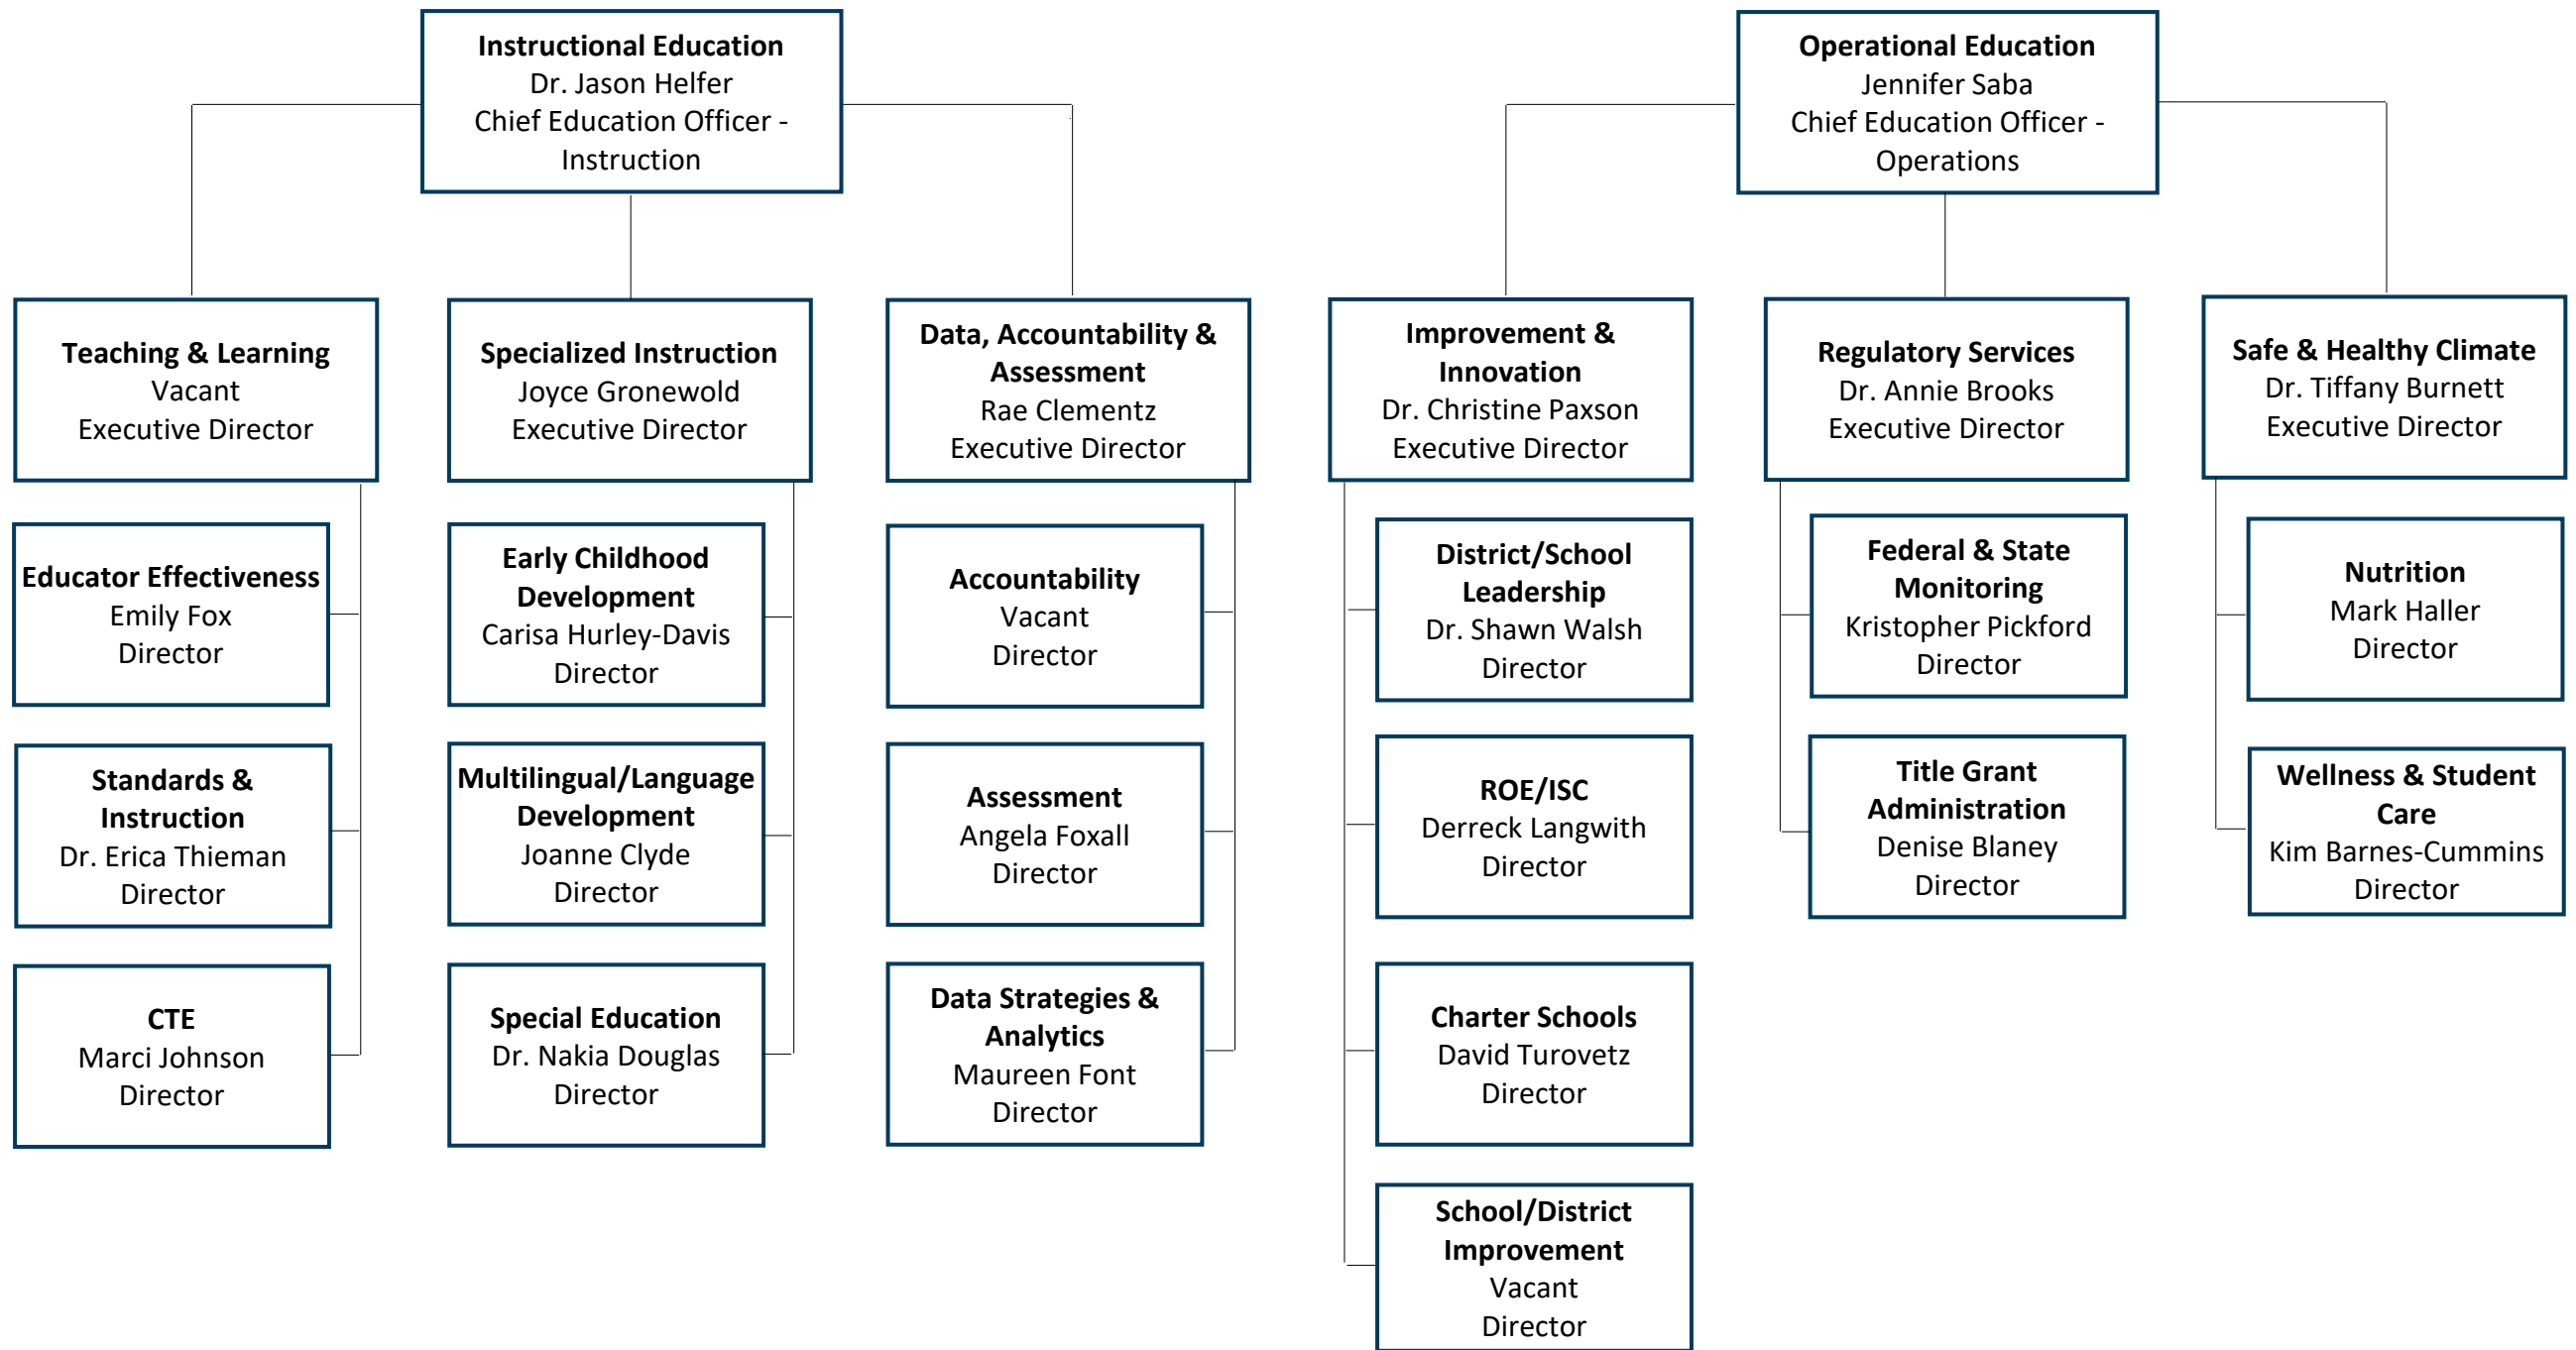 Instructional Education
Dr. Jason Helfer
Chief Education Officer -
Instruction
Operational Education
Jennifer Saba
Chief Education Officer -
Operations
Teaching & Learning
Vacant
Executive Director
Specialized Instruction
Joyce Gronewold
Executive Director
Data, Accountability &
Assessment
Rae Clementz
Executive Director
Improvement &
Innovation
Dr. Christine Paxson
Executive Director
Regulatory Services
Dr. Annie Brooks
Executive Director
Safe & Healthy Climate
Dr. Tiffany Burnett
Executive Director
Educator Effectiveness
Emily Fox
Director
Early Childhood
Development
Carisa Hurley-Davis
Director
Accountability
Vacant
Director
District/School
Leadership
Dr. Shawn Walsh
Director
Federal & State
Monitoring
Kristopher Pickford
Director
Nutrition
Mark Haller
Director
Standards &
Instruction
Dr. Erica Thieman
Director
Multilingual/Language
Development
Joanne Clyde
Director
Assessment
Angela Foxall
Director
ROE/ISC
Derreck Langwith
Director
Title Grant
Administration
Denise Blaney
Director
Wellness & Student
Care
Kim Barnes-Cummins
Director
CTE
Marci Johnson
Director
Special Education
Dr. Nakia Douglas
Director
Data Strategies &
Analytics
Maureen Font
Director
Charter Schools
David Turovetz
Director
School/District
Improvement
Vacant
Director